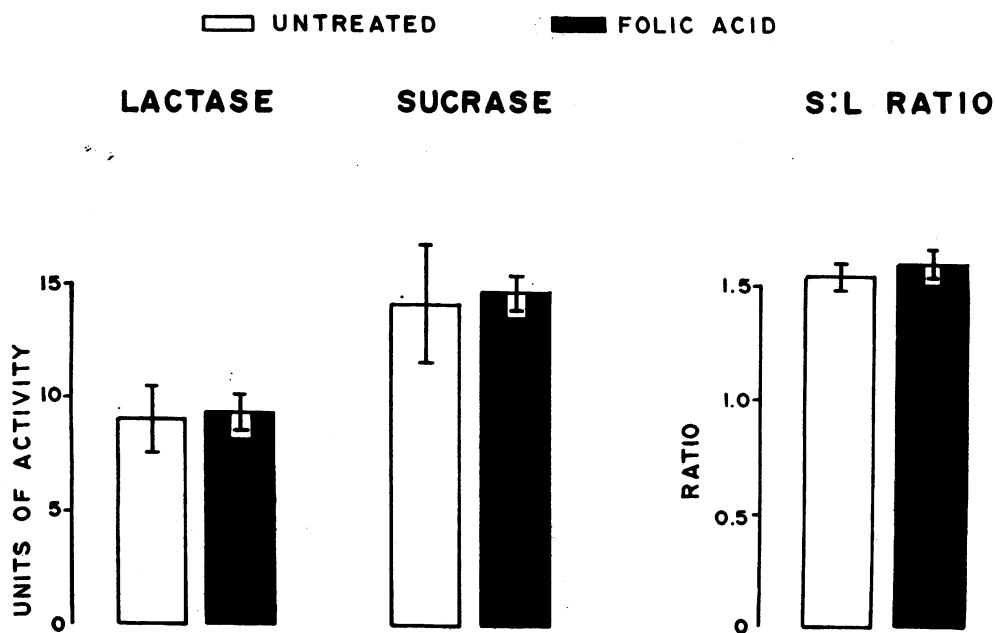 UNTREATED FOLIC ACID
LACTASE SUCRASE S:L RATIO
UNITS OF ACTIVITY
15
10
5
0
RATIO
1.5
1.0
0.5
0